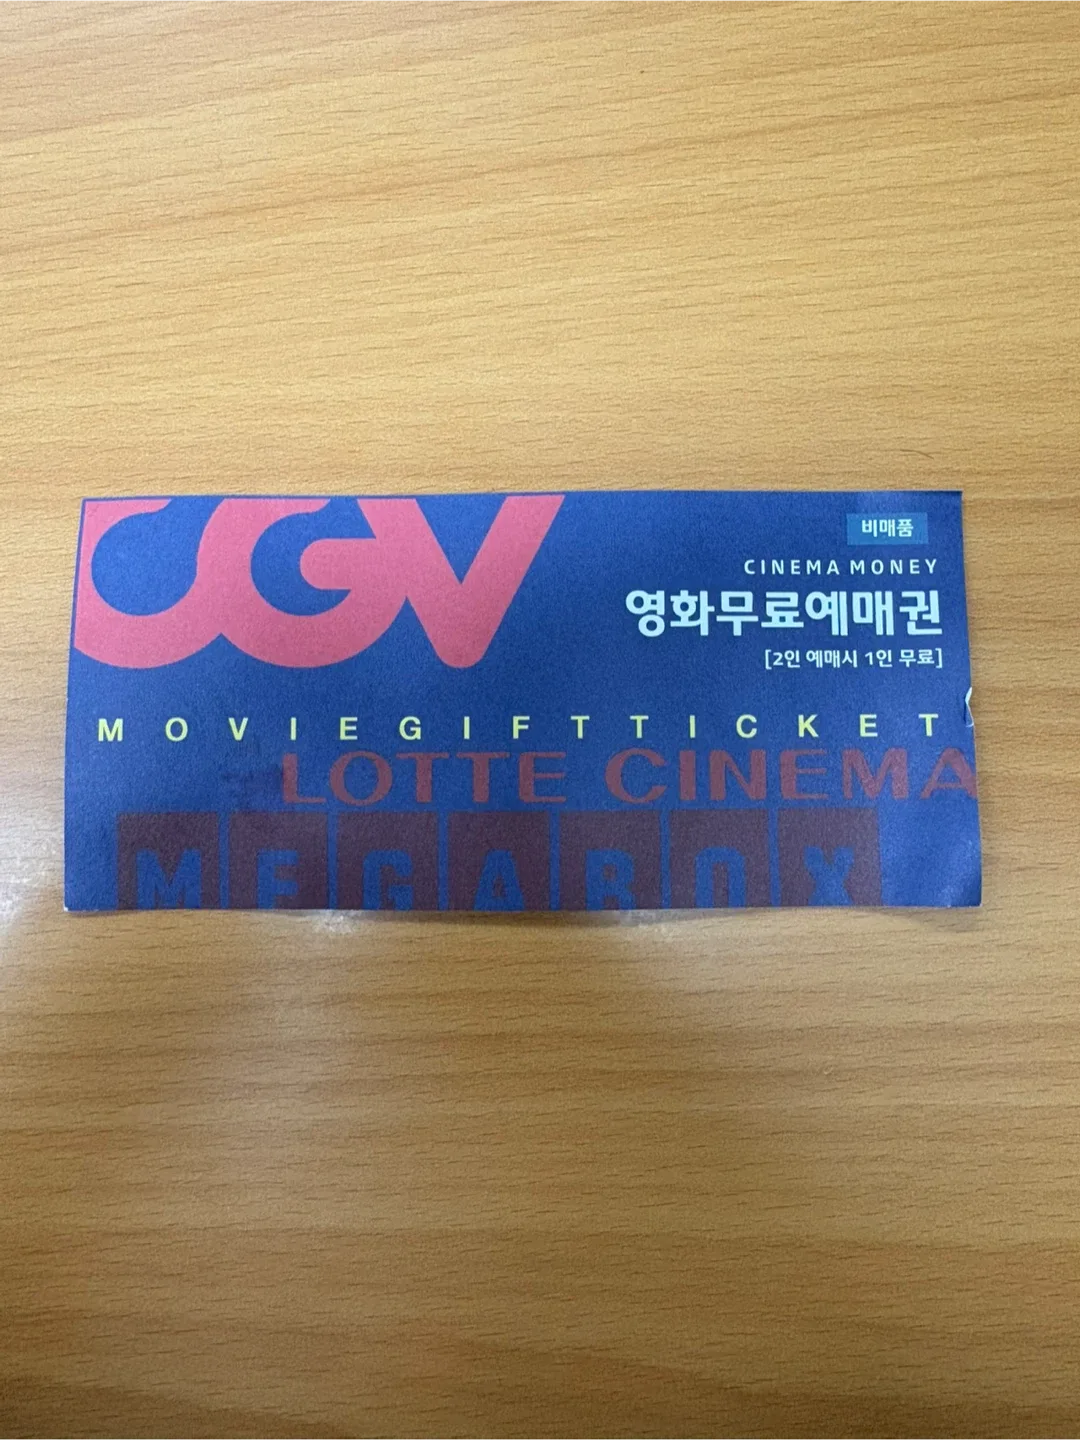 CGV
비매품
CINEMA MONEY
영화무료예매권
[2인 예매시 1인 무료]
MOVIEGIFTTICKET
LOTTE CINEMA
MEGABOX